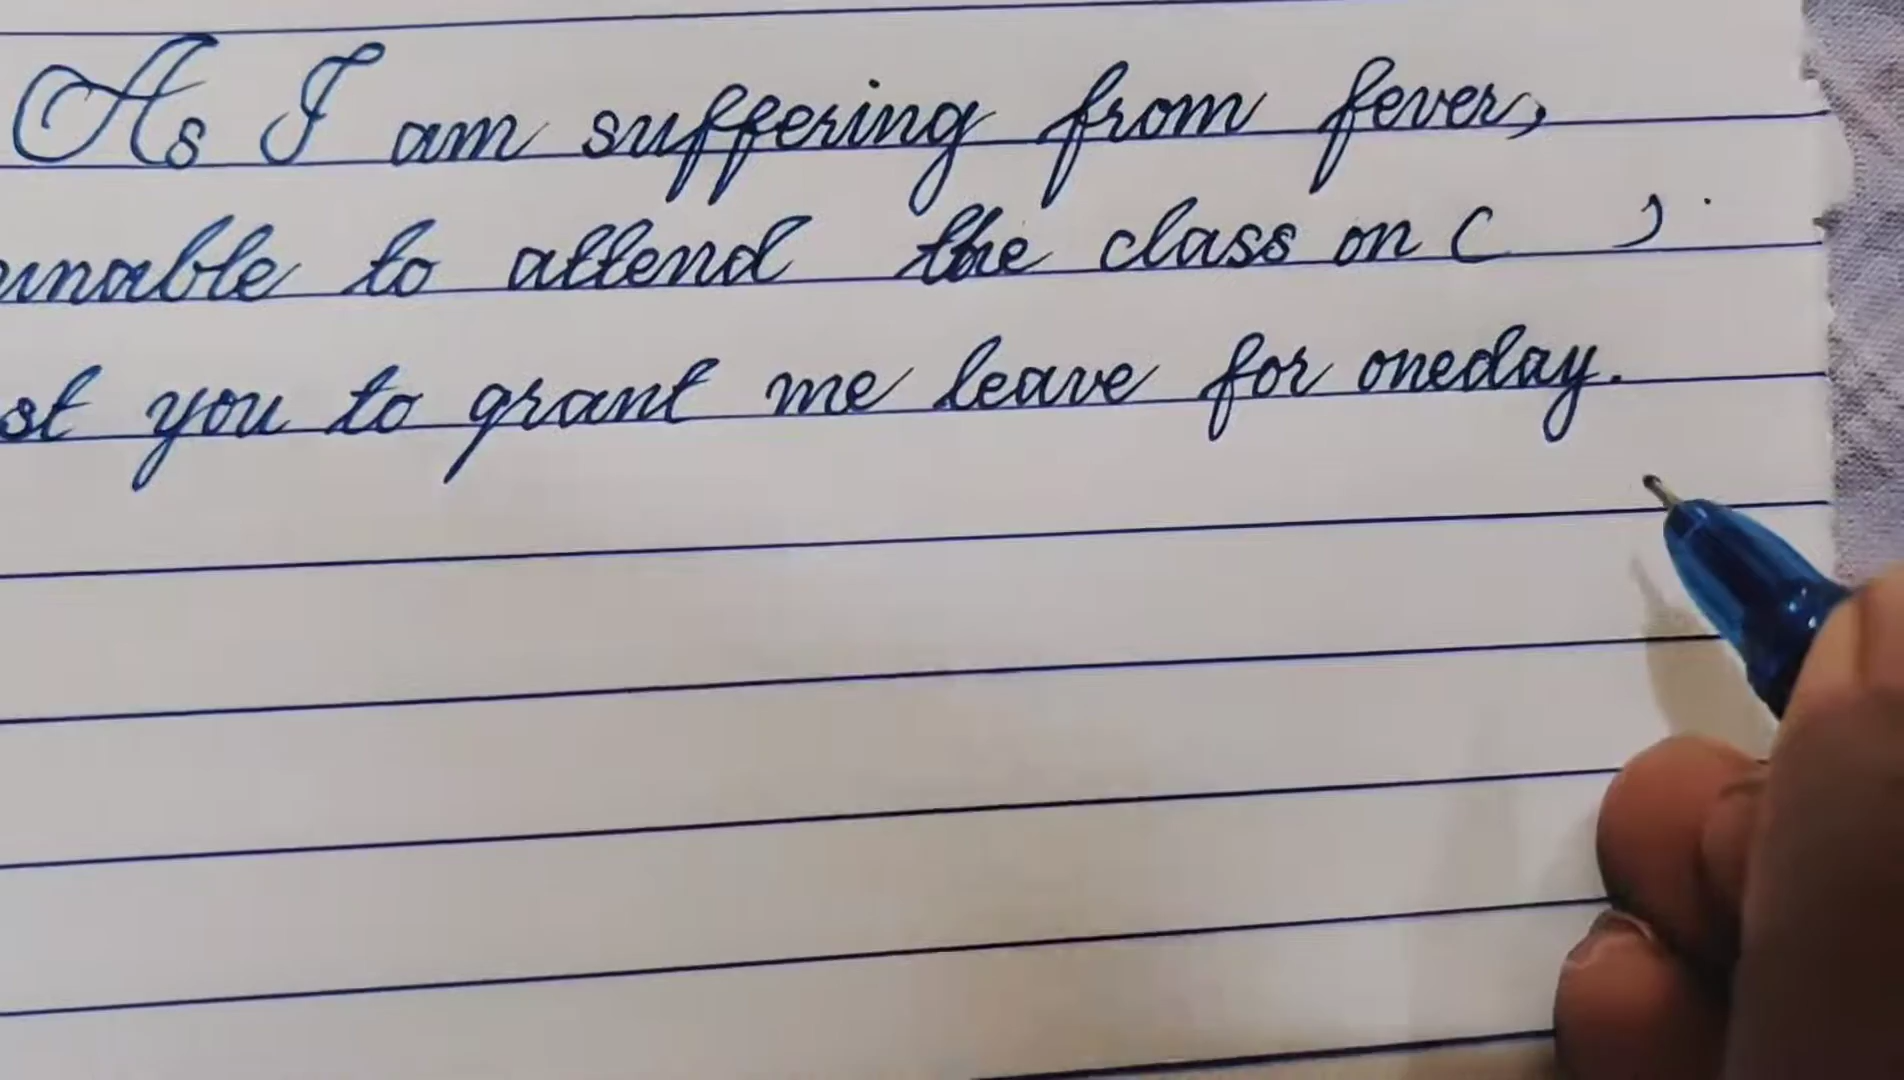 As I am suffering from fever,
unable to attend the class on (      ).
st you to grant me leave for oneday.